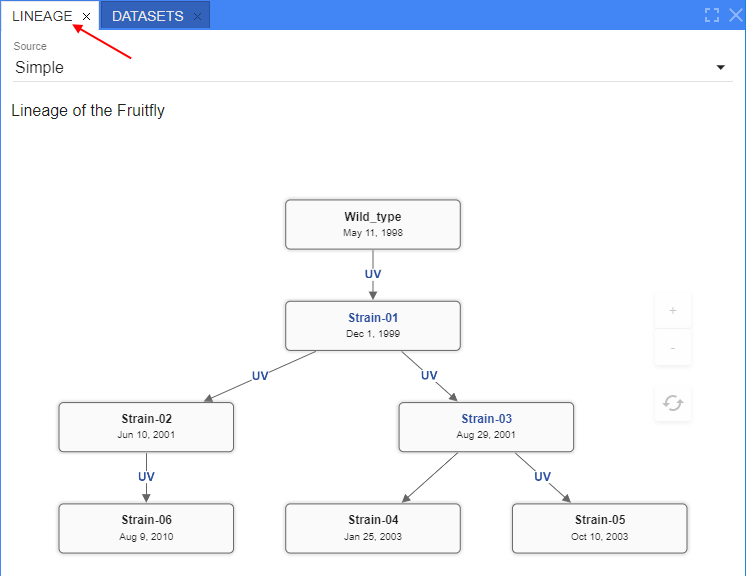 LINEAGE × DATASETS ×
Source
Simple
Lineage of the Fruitfly
Wild_type
May 11, 1998
UV
+
Strain-01
Dec 1, 1999
-
UV UV
Strain-02 Strain-03
Jun 10, 2001 Aug 29, 2001
UV UV
Strain-06 Strain-04 Strain-05
Aug 9, 2010 Jan 25, 2003 Oct 10, 2003